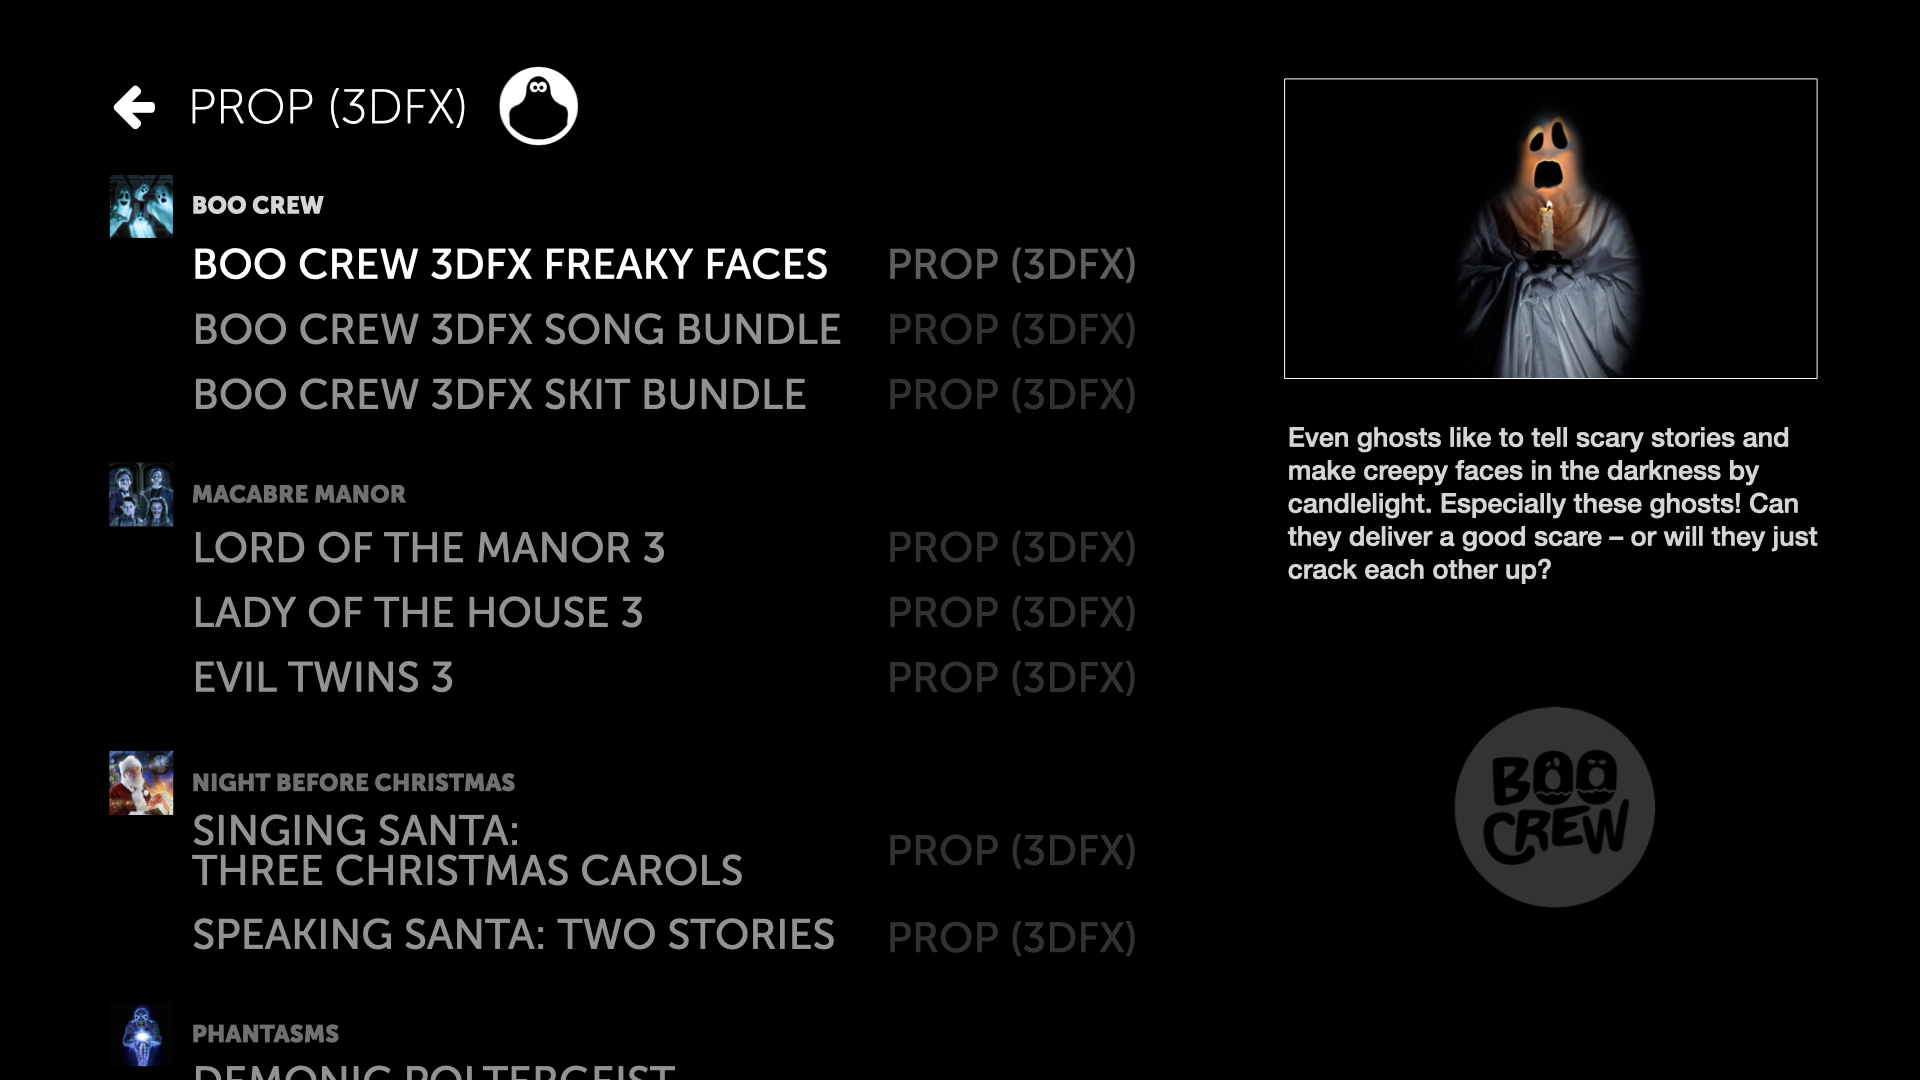 PROP (3DFX)
BOO CREW
BOO CREW 3DFX FREAKY FACES PROP (3DFX)
BOO CREW 3DFX SONG BUNDLE PROP (3DFX)
BOO CREW 3DFX SKIT BUNDLE PROP (3DFX)
MACABRE MANOR
LORD OF THE MANOR 3 PROP (3DFX)
LADY OF THE HOUSE 3 PROP (3DFX)
EVIL TWINS 3 PROP (3DFX)
NIGHT BEFORE CHRISTMAS
SINGING SANTA:
THREE CHRISTMAS CAROLS PROP (3DFX)
SPEAKING SANTA: TWO STORIES PROP (3DFX)
PHANTASMS
DEMONIC POLTERGEIST
Even ghosts like to tell scary stories and
make creepy faces in the darkness by
candlelight. Especially these ghosts! Can
they deliver a good scare – or will they just
crack each other up?
BOO
CREW